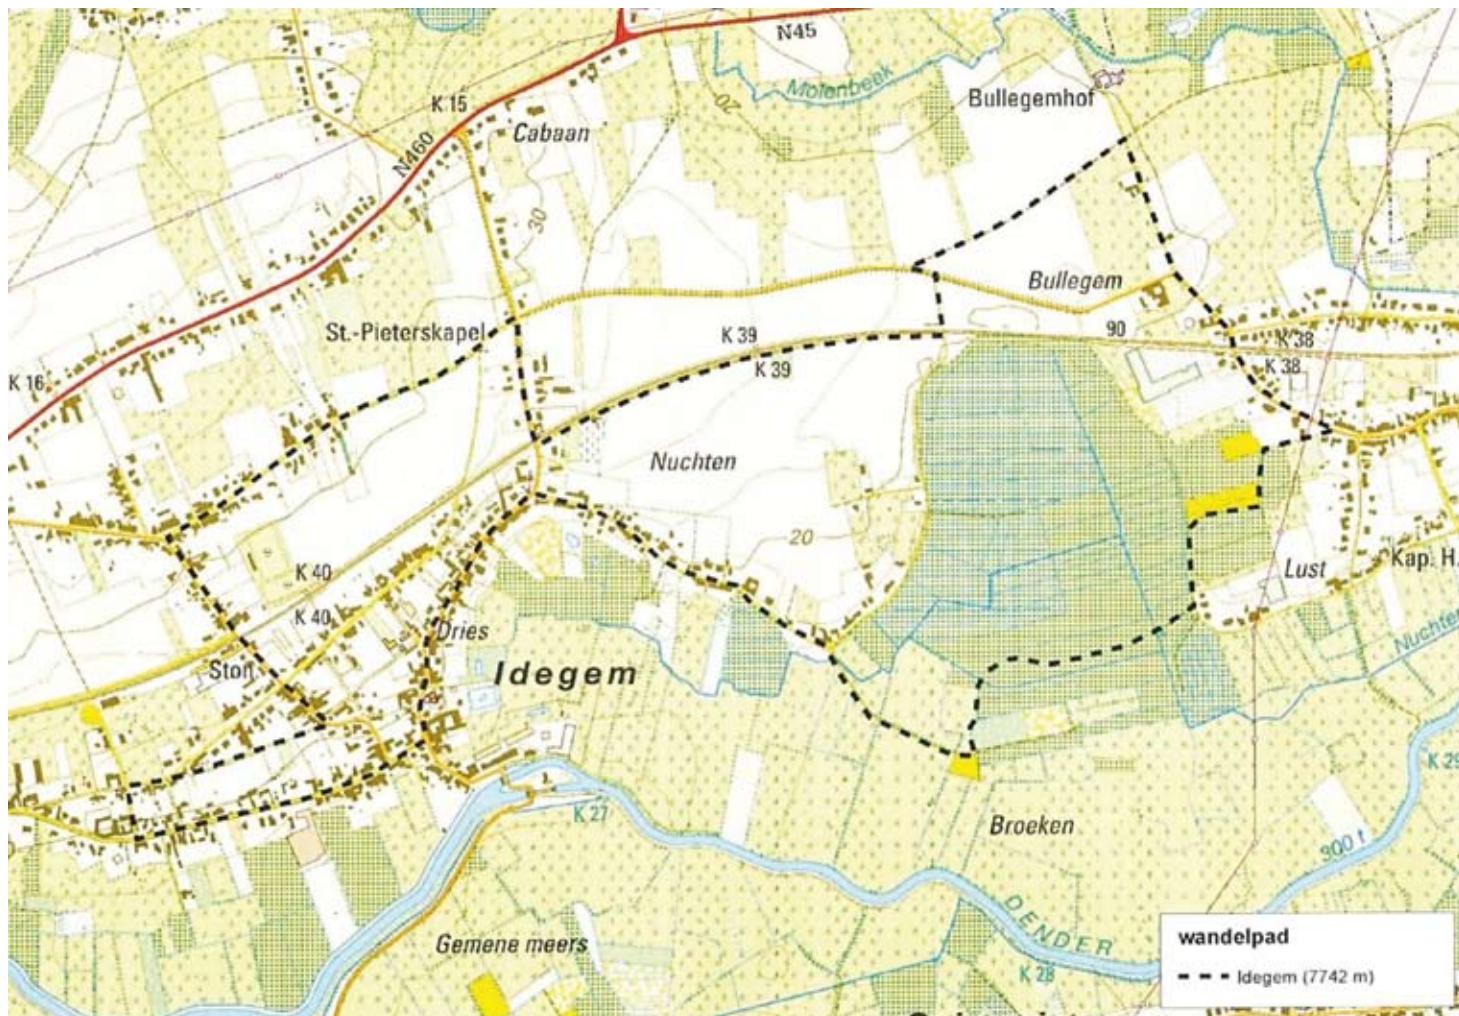 N45
Molenbeek
Bullegemhof
K 15
20
Cabaan
N460
30
Bullegem
St.-Pieterskapel
K 39
90
K 38
K 16
K 39
K 38
Nuchten
20
K 40
Lust
Kap. H.
K 40
Dries
Nuchten
Ston
Idegem
K 29
K 27
Broeken
300 t
DENDER
Gemene meers
K 28
wandelpad
Idegem (7742 m)